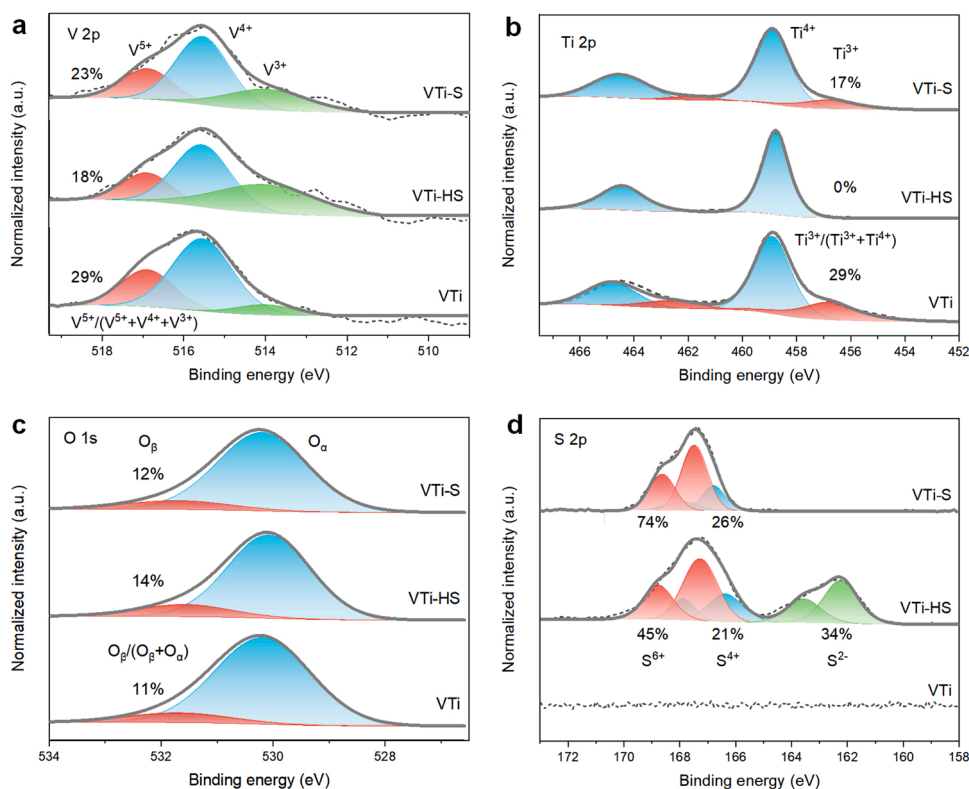 a
V 2p
V⁵⁺
V⁴⁺
V³⁺
23%
VTi-S
18%
VTi-HS
29%
VTi
V⁵⁺/(V⁵⁺+V⁴⁺+V³⁺)
Normalized intensity (a.u.)
518 516 514 512 510
Binding energy (eV)
b
Ti 2p
Ti⁴⁺
Ti³⁺
17%
VTi-S
0%
VTi-HS
Ti³⁺/(Ti³⁺+Ti⁴⁺)
29%
VTi
Normalized intensity (a.u.)
466 464 462 460 458 456 454 452
Binding energy (eV)
c
O 1s
Oβ
Oα
12%
VTi-S
14%
VTi-HS
Oβ/(Oβ+Oα)
11%
VTi
Normalized intensity (a.u.)
534 532 530 528
Binding energy (eV)
d
S 2p
VTi-S
74% 26%
VTi-HS
45% 21% 34%
S⁶⁺ S⁴⁺ S²⁻
VTi
Normalized intensity (a.u.)
172 170 168 166 164 162 160 158
Binding energy (eV)